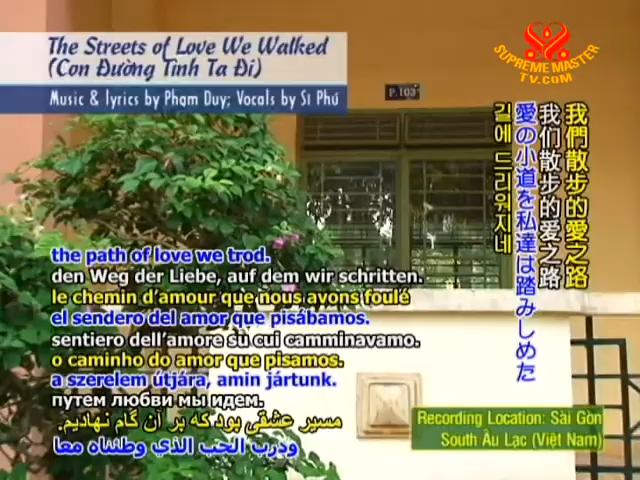 The Streets of Love We Walked
(Con Đường Tình Ta Đi)
Music & lyrics by Phạm Duy; Vocals by Sĩ Phú
SUPREME MASTER
TV.COM
P.103
我們散步的愛之路
我们散步的爱之路
愛の小道を私達は踏みしめた
길에 드리워지네
the path of love we trod.
den Weg der Liebe, auf dem wir schritten.
le chemin d'amour que nous avons foulé
el sendero del amor que pisábamos.
sentiero dell'amore su cui camminavamo.
o caminho do amor que pisamos.
a szerelem útjára, amin jártunk.
путем любви мы идем.
مسیر عشقی بود که بر آن گام نهادیم.
ودرب الحب الذي وطئناه معا
Recording Location: Sài Gòn
South Âu Lạc (Việt Nam)